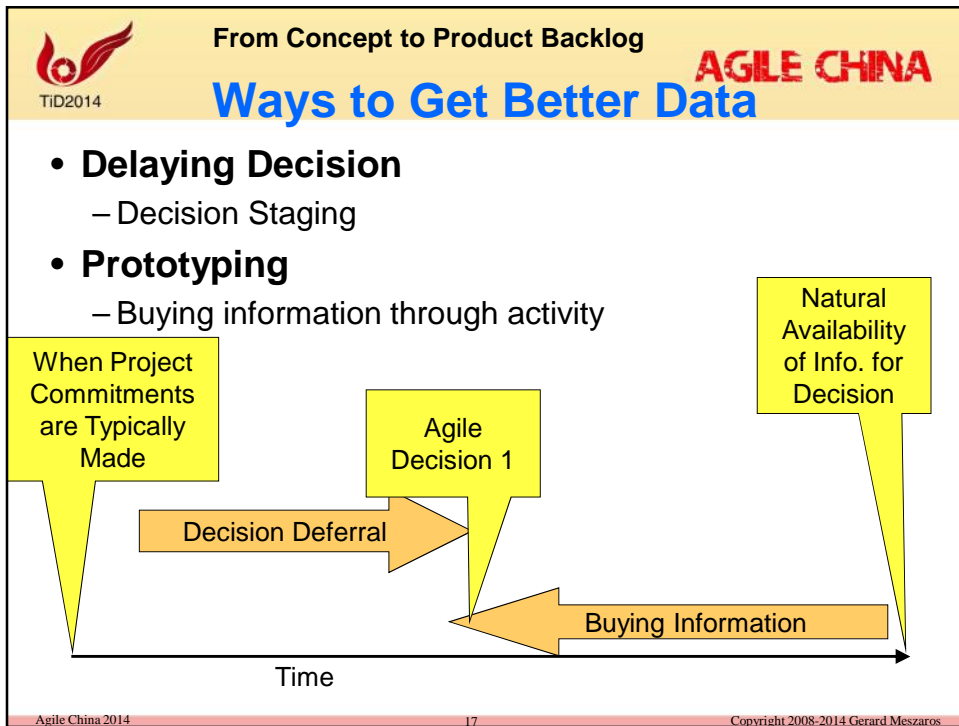 From Concept to Product Backlog
AGILE CHINA
TiD2014
Ways to Get Better Data
• Delaying Decision
– Decision Staging
• Prototyping
– Buying information through activity
When Project
Commitments
are Typically
Made
Agile
Decision 1
Natural
Availability
of Info. for
Decision
Decision Deferral
Buying Information
Time
Agile China 2014
17
Copyright 2008-2014 Gerard Meszaros